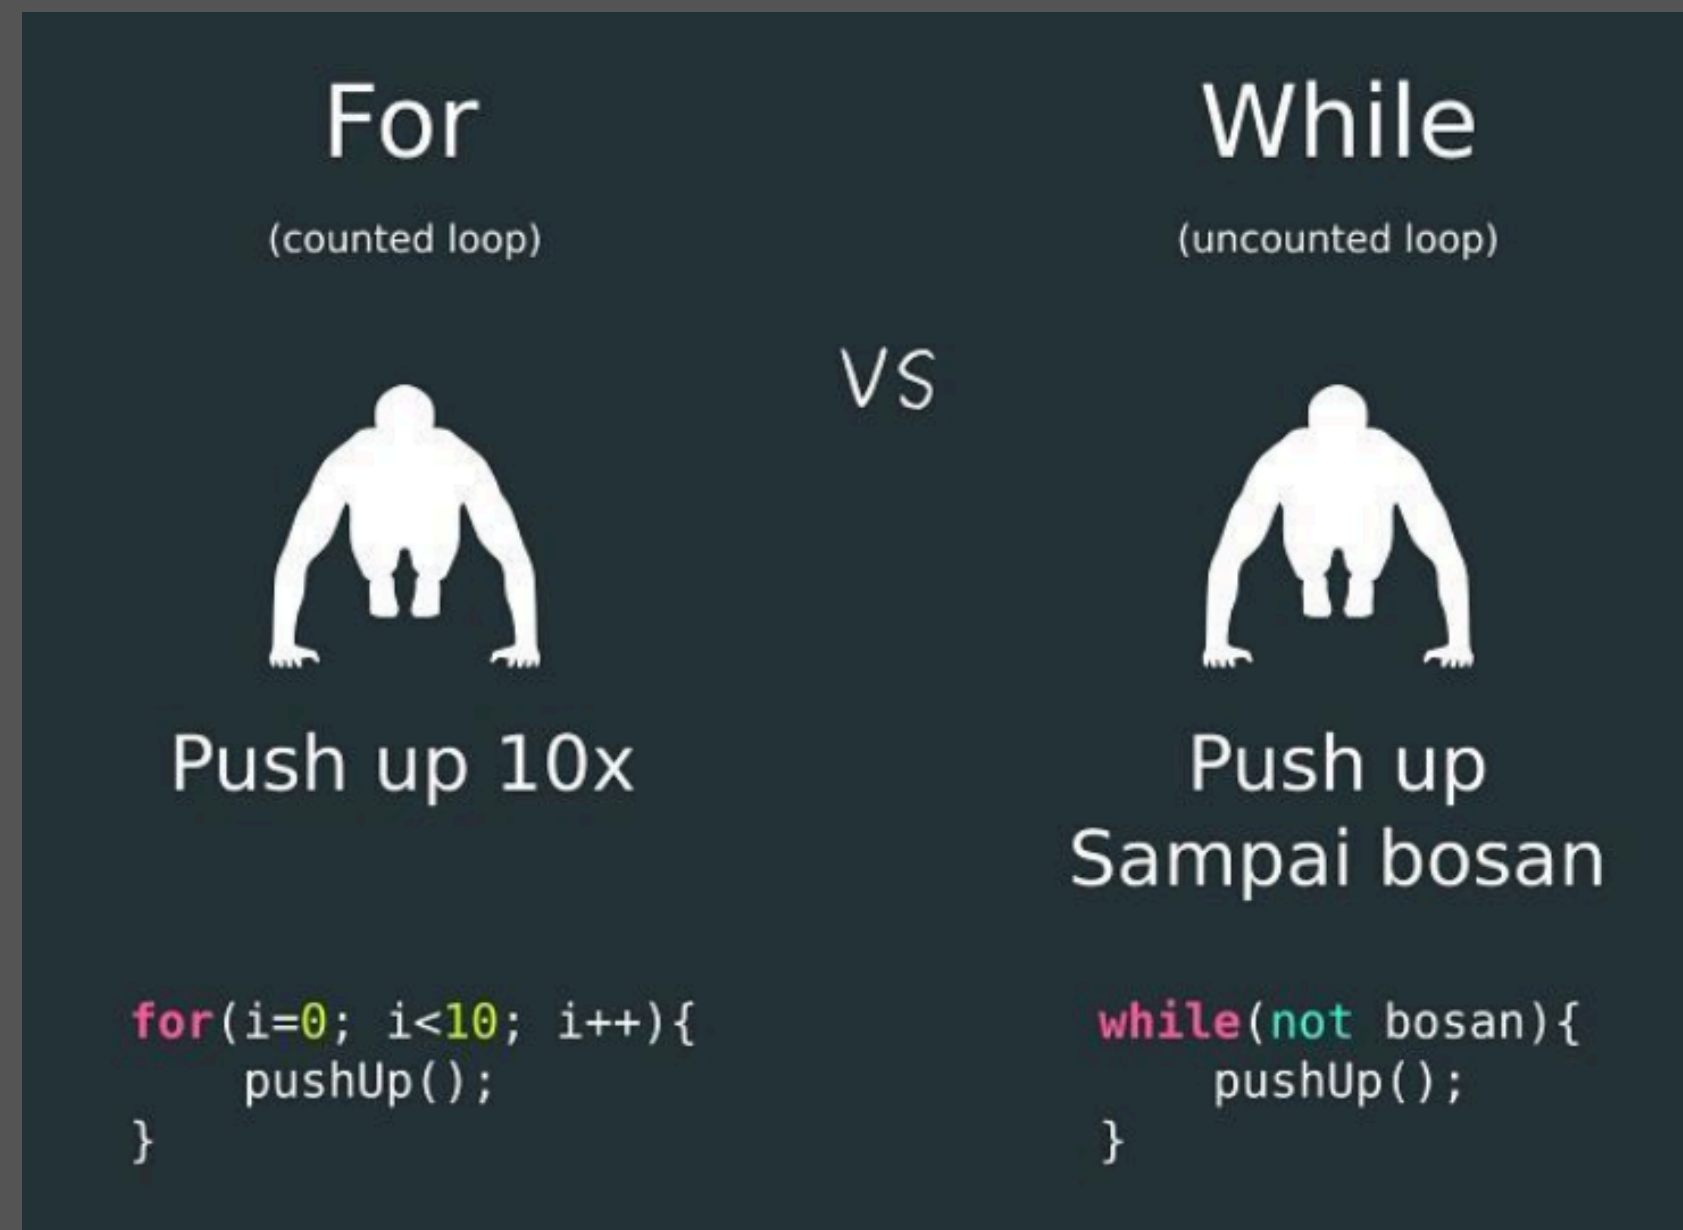 For
(counted loop)
Push up 10x
for(i=0; i<10; i++){
pushUp();
}
VS
While
(uncounted loop)
Push up
Sampai bosan
while(not bosan){
pushUp();
}